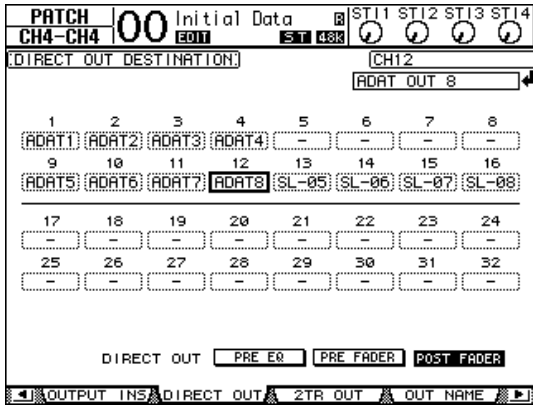 PATCH
CH4-CH4
00 Initial Data
EDIT ST 48K
STI1 STI2 STI3 STI4
DIRECT OUT DESTINATION
CH12
ADAT OUT 8
1 2 3 4 5 6 7 8
ADAT1 ADAT2 ADAT3 ADAT4 - - - -
9 10 11 12 13 14 15 16
ADAT5 ADAT6 ADAT7 ADAT8 SL-05 SL-06 SL-07 SL-08
17 18 19 20 21 22 23 24
- - - - - - - -
25 26 27 28 29 30 31 32
- - - - - - - -
DIRECT OUT PRE EQ PRE FADER POST FADER
OUTPUT INS DIRECT OUT 2TR OUT OUT NAME